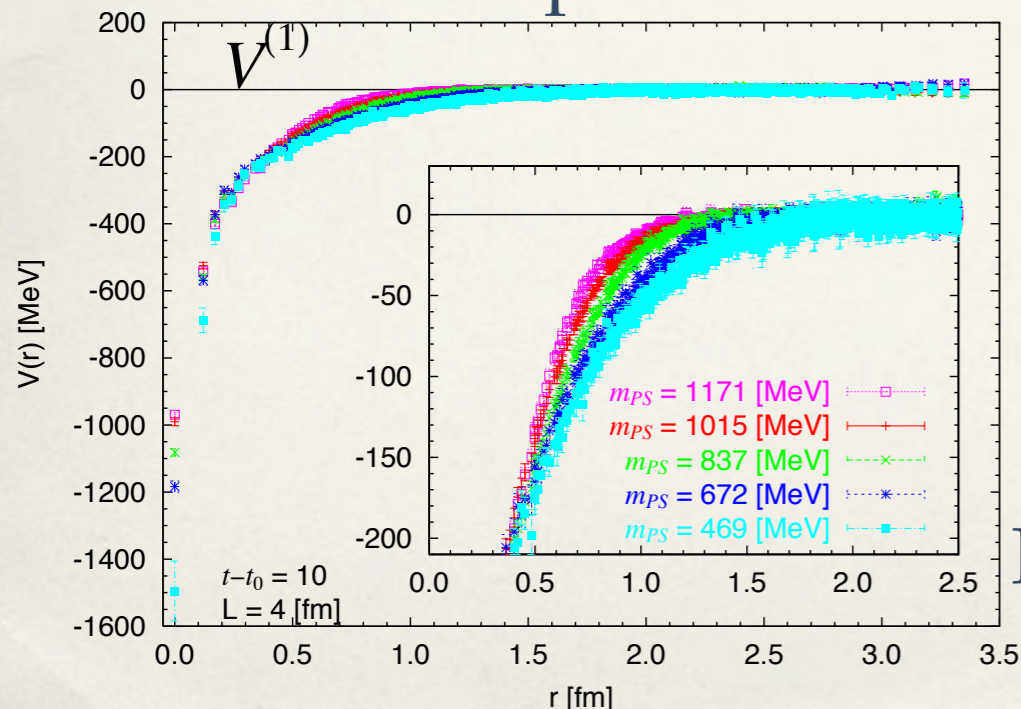 p
V(1)
200
0
-200
-400
-600
-800
-1000
-1200
-1400
-1600
V(r) [MeV]
0
-50
-100
-150
-200
mPS = 1171 [MeV]
mPS = 1015 [MeV]
mPS = 837 [MeV]
mPS = 672 [MeV]
mPS = 469 [MeV]
0.0 0.5 1.0 1.5 2.0 2.5
t−t0 = 10
L = 4 [fm]
0.0 0.5 1.0 1.5 2.0 2.5 3.0 3.5
r [fm]